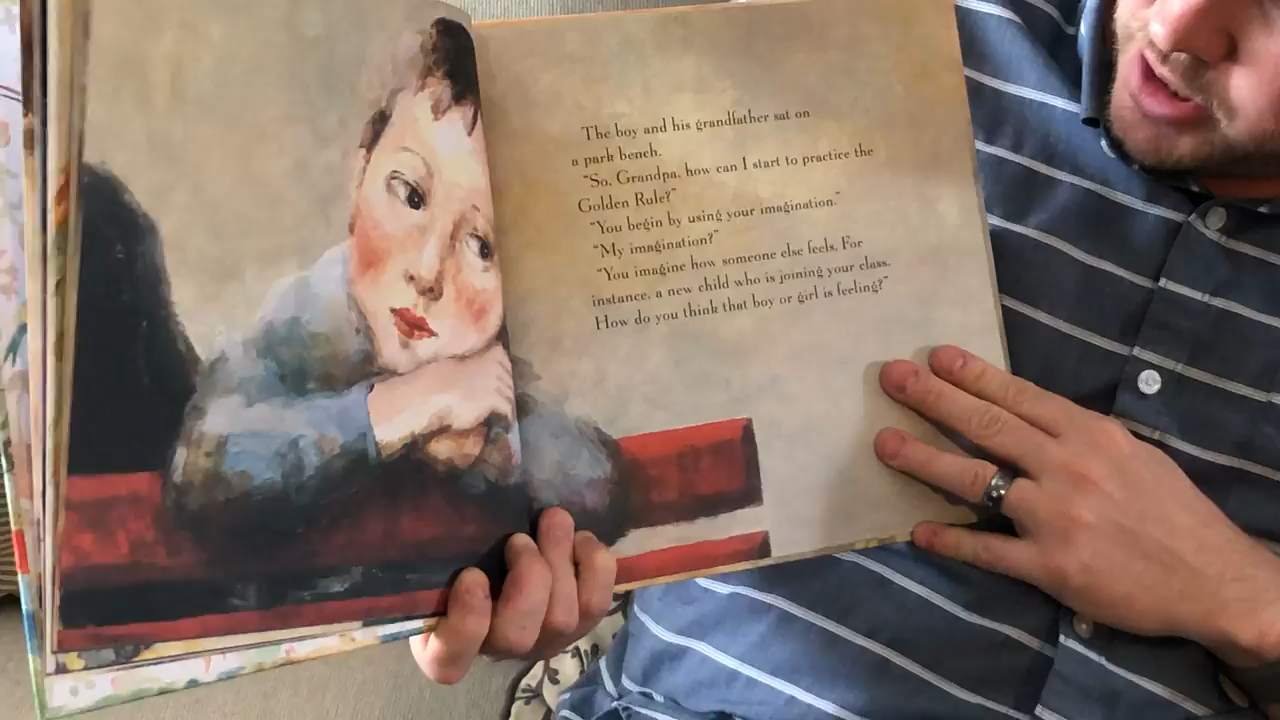 The boy and his grandfather sat on
a park bench.
“So, Grandpa, how can I start to practice the
Golden Rule?”
“You begin by using your imagination.”
“My imagination?”
“You imagine how someone else feels. For
instance, a new child who is joining your class.
How do you think that boy or girl is feeling?”